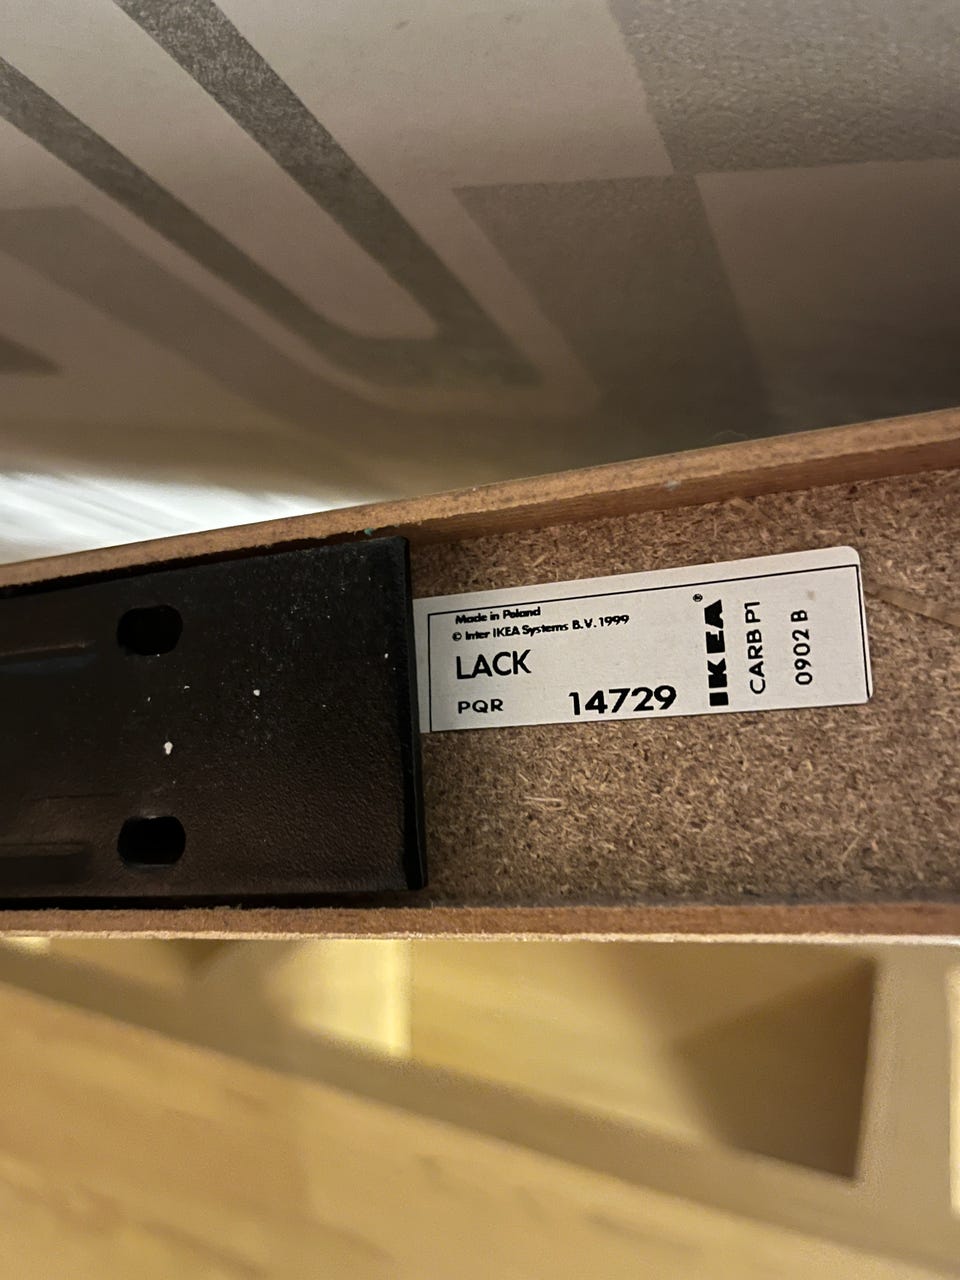 Made in Poland
© Inter IKEA Systems B.V. 1999
LACK
PQR 14729
IKEA®
CARB P1
0902 B